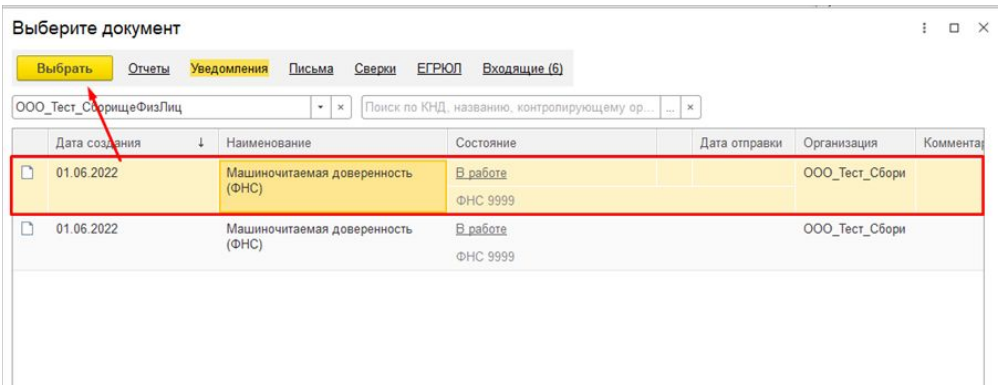 Выберите документ
Выбрать Отчеты Уведомления Письма Сверки ЕГРЮЛ Входящие (6)
ООО_Тест_СборищеФизЛиц Поиск по КНД, названию, контролирующему ор... ...
Дата создания Наименование Состояние Дата отправки Организация Комментар
01.06.2022 Машиночитаемая доверенность В работе ООО_Тест_Сбори
(ФНС)
ФНС 9999
01.06.2022 Машиночитаемая доверенность В работе ООО_Тест_Сбори
(ФНС)
ФНС 9999